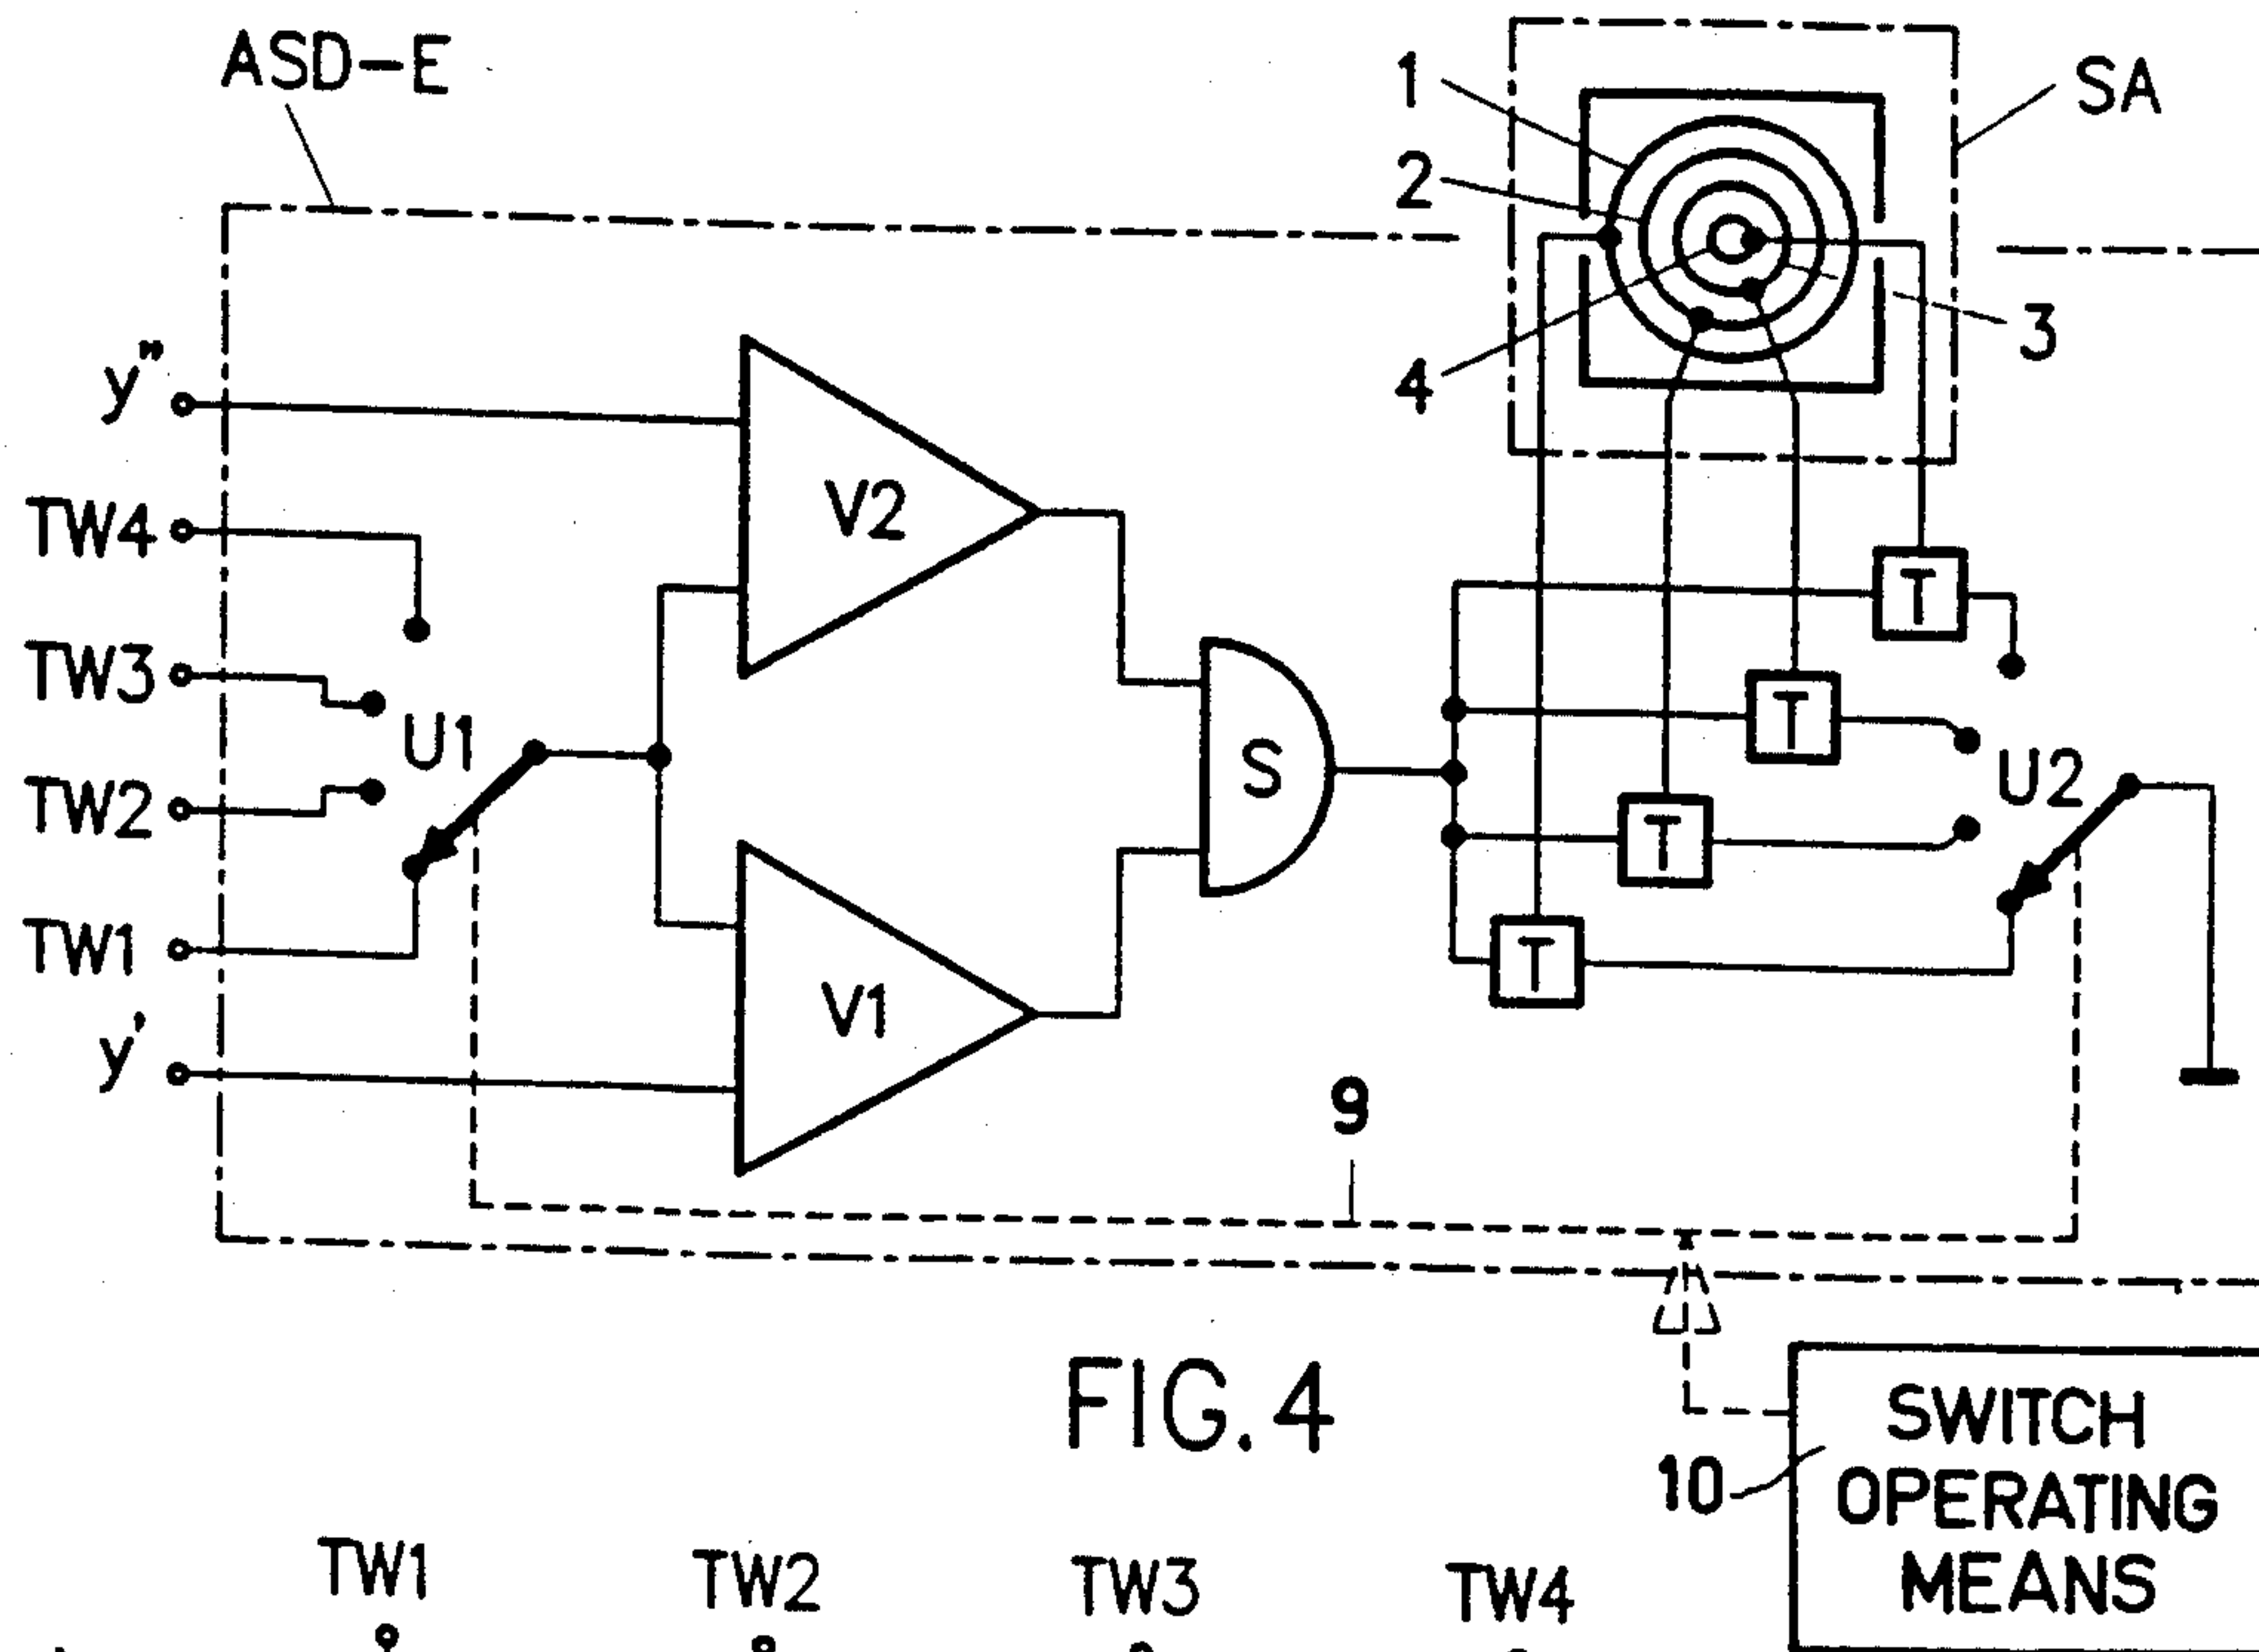 ASD-E
1
SA
2
3
4
y"
TW4
V2
T
TW3
T
U1
U2
TW2
S
T
TW1
V1
T
y'
9
FIG. 4
SWITCH
10
OPERATING
MEANS
TW1
TW2
TW3
TW4